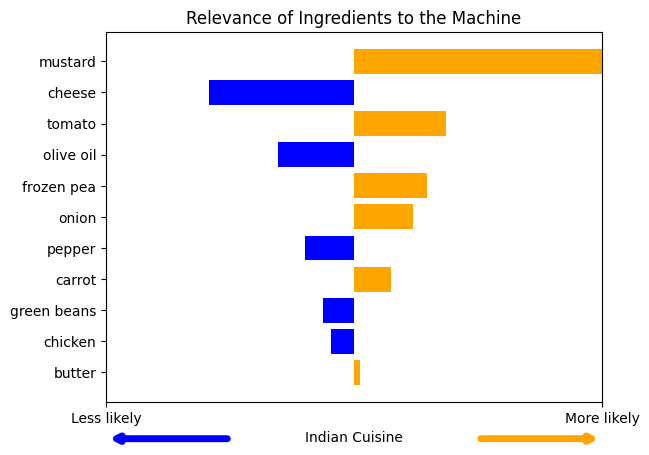 Relevance of Ingredients to the Machine
mustard
cheese
tomato
olive oil
frozen pea
onion
pepper
carrot
green beans
chicken
butter
Less likely
More likely
Indian Cuisine